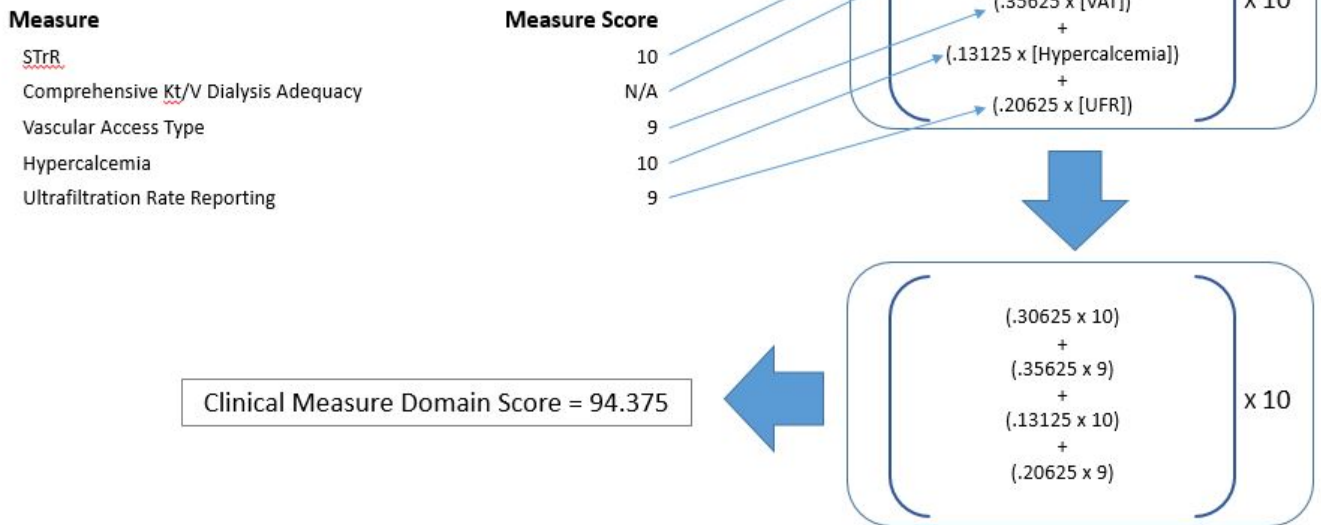 Measure Measure Score
STrR 10
Comprehensive Kt/V Dialysis Adequacy N/A
Vascular Access Type 9
Hypercalcemia 10
Ultrafiltration Rate Reporting 9
(.35625 x [VAT])
+
(.13125 x [Hypercalcemia])
+
(.20625 x [UFR])
x 10
(.30625 x 10)
+
(.35625 x 9)
+
(.13125 x 10)
+
(.20625 x 9)
x 10
Clinical Measure Domain Score = 94.375